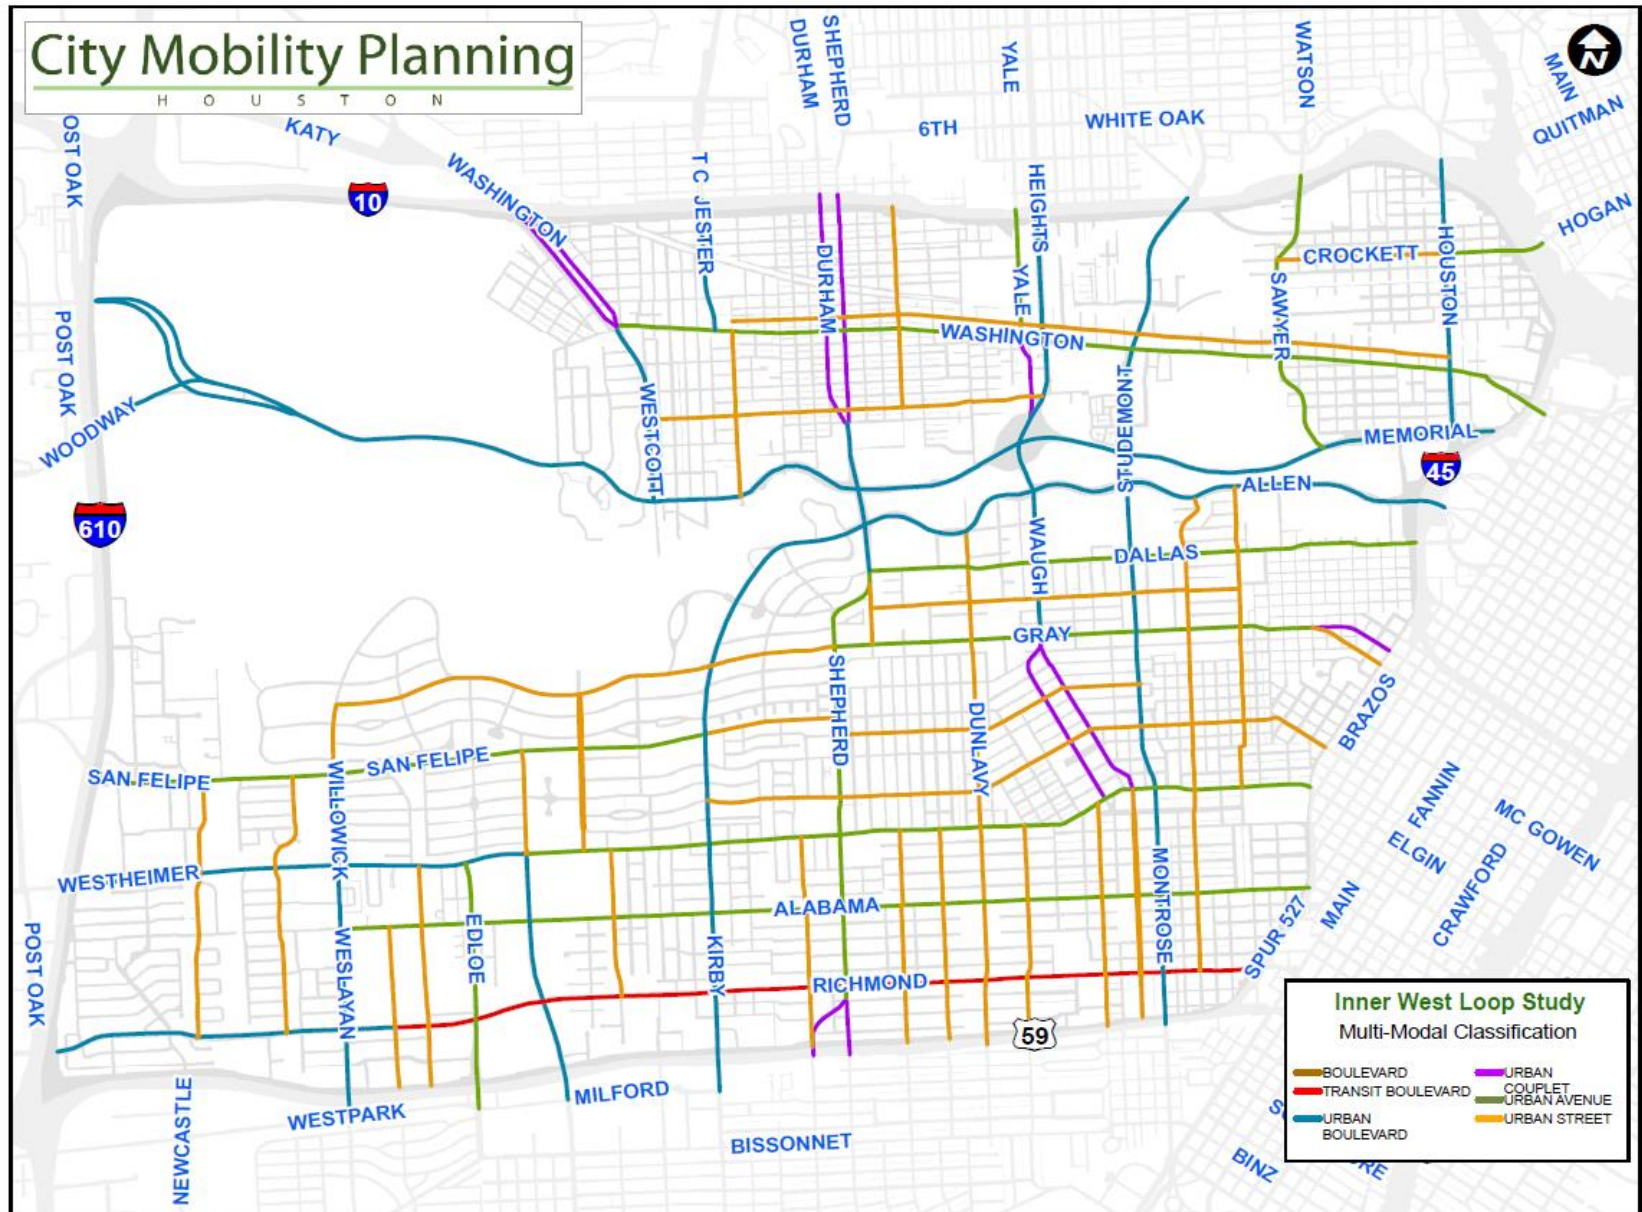 City Mobility Planning
H O U S T O N
DURHAM
SHEPHERD
YALE
WATSON
MAIN
N
QUITMAN
KATY
6TH
WHITE OAK
POST OAK
WASHINGTON
T C JESTER
10
HEIGHTS
HOGAN
DURHAM
YALE
CROCKETT
HOUSTON
SAWYER
POST OAK
WASHINGTON
WOODWAY
WESTCOTT
STUDEMONT
MEMORIAL
45
ALLEN
610
WAUGH
DALLAS
GRAY
SHEPHERD
DUNLAVY
BRAZOS
SAN FELIPE
SAN FELIPE
WILLOWICK
FANNIN
ELGIN
MC GOWEN
WESTHEIMER
MONTROSE
CRAWFORD
ALABAMA
MAIN
SPUR 527
POST OAK
WESLAYAN
EDLOE
KIRBY
RICHMOND
59
NEWCASTLE
WESTPARK
MILFORD
BISSONNET
BINZ
Inner West Loop Study
Multi-Modal Classification
BOULEVARD
TRANSIT BOULEVARD
URBAN
BOULEVARD
URBAN
COUPLET
URBAN AVENUE
URBAN STREET